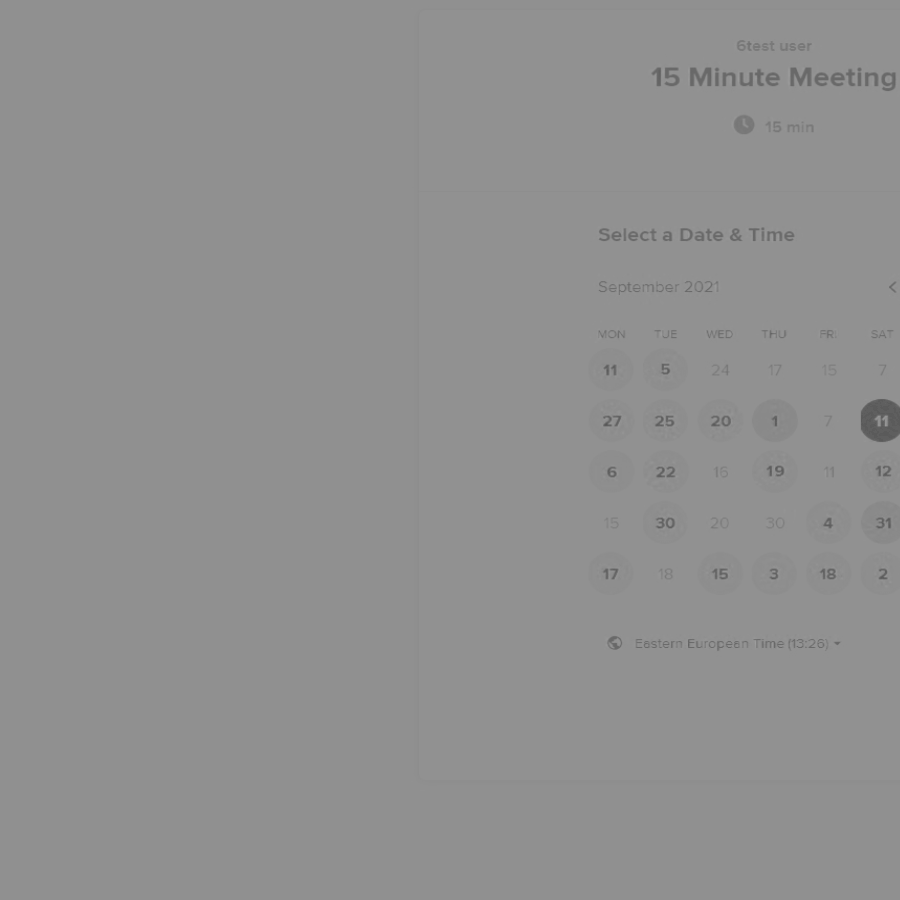 6test user
15 Minute Meeting
15 min
Select a Date & Time
September 2021
MON TUE WED THU FRI SAT
11 5 24 17 15 7
27 25 20 1 7 11
6 22 16 19 11 12
15 30 20 30 4 31
17 18 15 3 18 2
Eastern European Time (13:26)